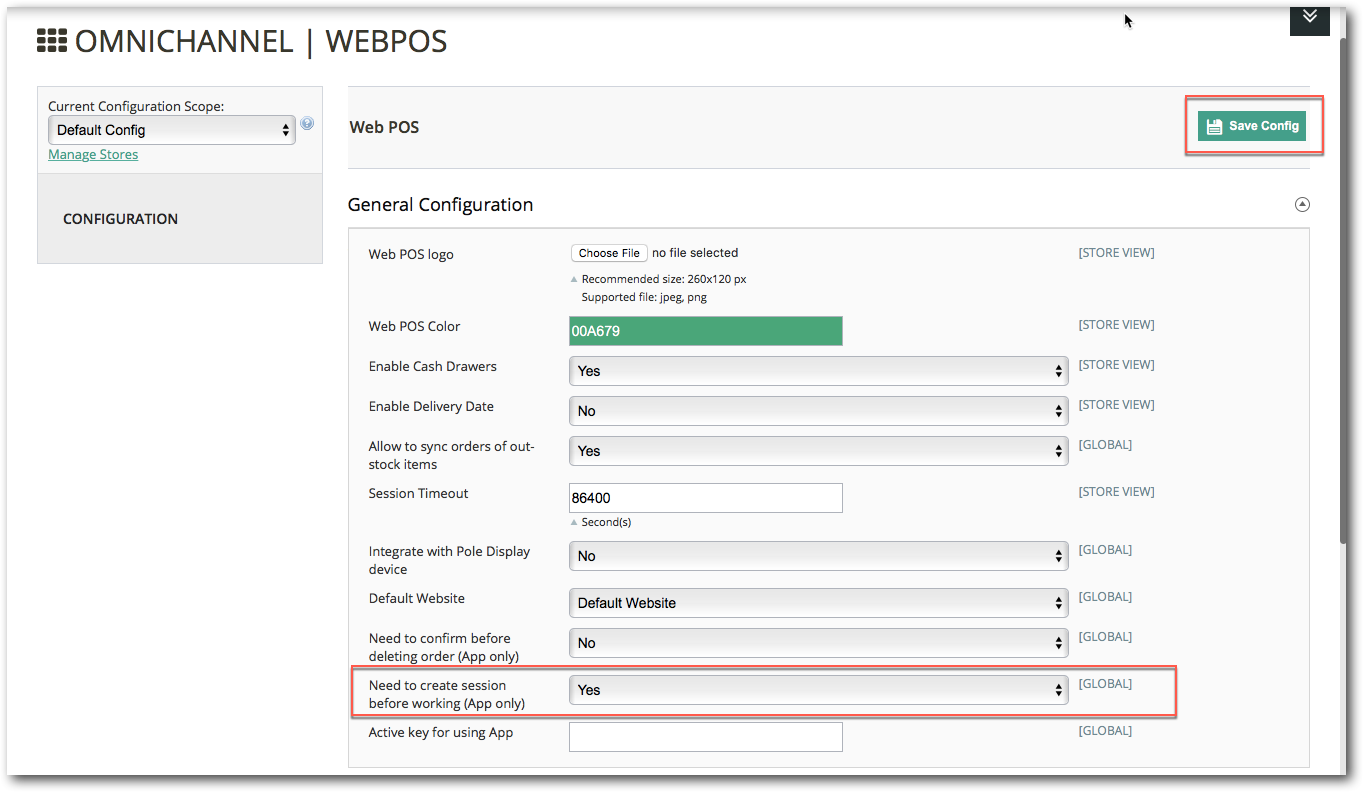 OMNICHANNEL | WEBPOS
Current Configuration Scope:
Default Config
Manage Stores
CONFIGURATION
Web POS
Save Config
General Configuration
Web POS logo
Choose File no file selected
[STORE VIEW]
Recommended size: 260x120 px
Supported file: jpeg, png
Web POS Color
00A679
[STORE VIEW]
Enable Cash Drawers
Yes
[STORE VIEW]
Enable Delivery Date
No
[STORE VIEW]
Allow to sync orders of out-
stock items
Yes
[GLOBAL]
Session Timeout
86400
[STORE VIEW]
Second(s)
Integrate with Pole Display
device
No
[GLOBAL]
Default Website
Default Website
[GLOBAL]
Need to confirm before
deleting order (App only)
No
[GLOBAL]
Need to create session
before working (App only)
Yes
[GLOBAL]
Active key for using App
[GLOBAL]